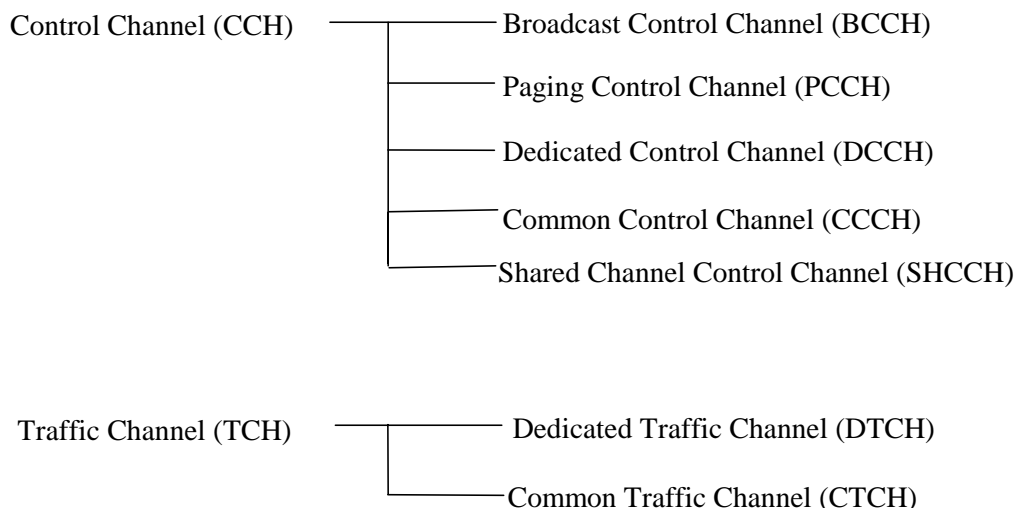 Control Channel (CCH)
Broadcast Control Channel (BCCH)
Paging Control Channel (PCCH)
Dedicated Control Channel (DCCH)
Common Control Channel (CCCH)
Shared Channel Control Channel (SHCCH)
Traffic Channel (TCH)
Dedicated Traffic Channel (DTCH)
Common Traffic Channel (CTCH)